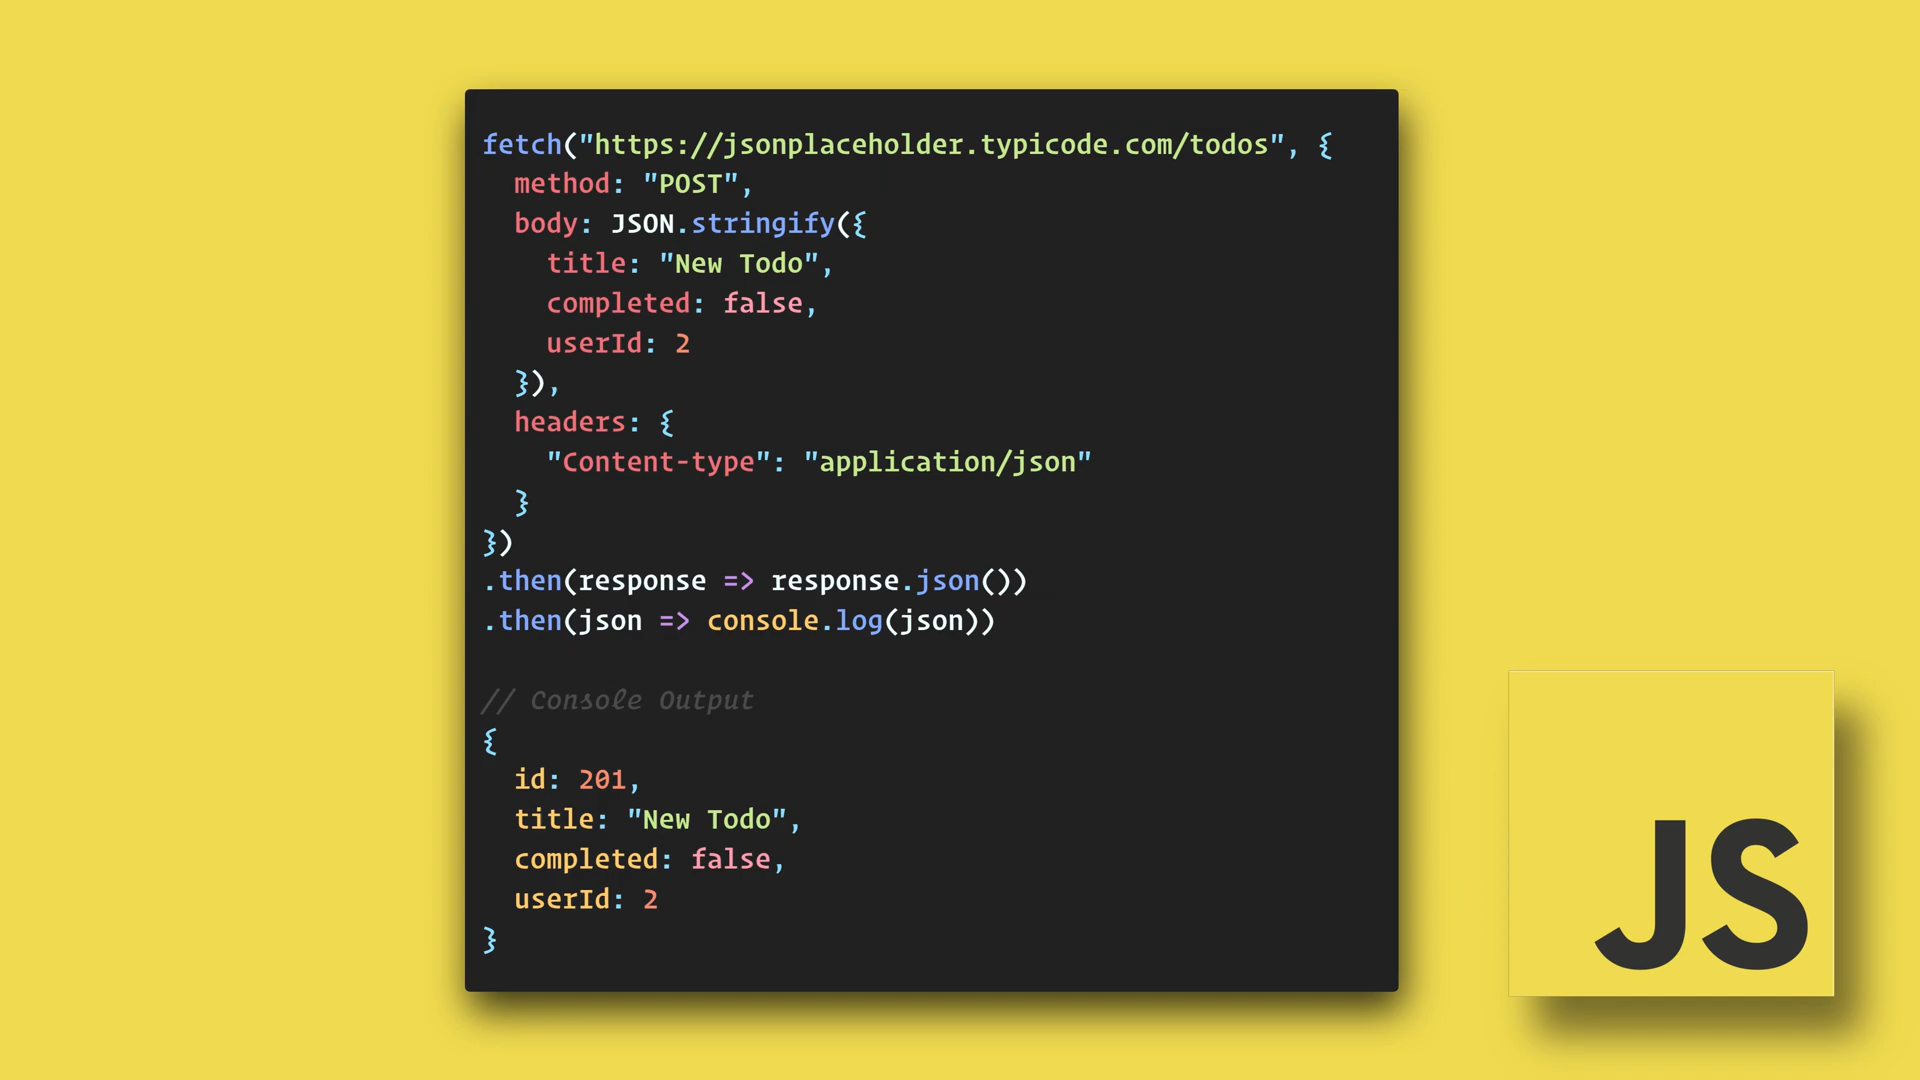 fetch("https://jsonplaceholder.typicode.com/todos", {
  method: "POST",
  body: JSON.stringify({
    title: "New Todo",
    completed: false,
    userId: 2
  }),
  headers: {
    "Content-type": "application/json"
  }
})
.then(response => response.json())
.then(json => console.log(json))

// Console Output
{
  id: 201,
  title: "New Todo",
  completed: false,
  userId: 2
}
JS